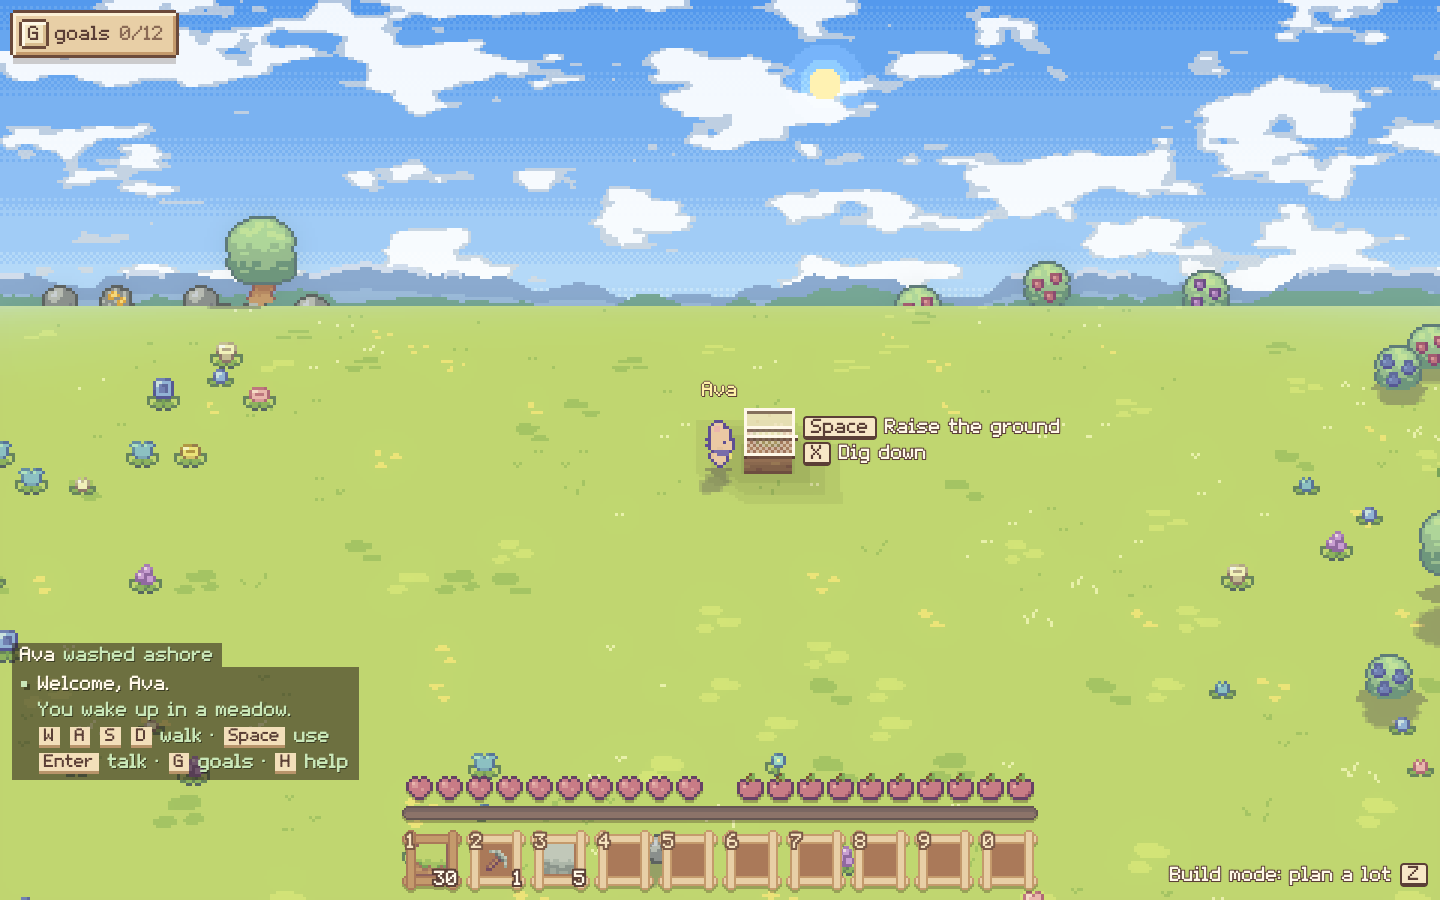 G goals 0/12
Ava
Space Raise the ground
X Dig down
Ava washed ashore
Welcome, Ava.
You wake up in a meadow.
W A S D walk · Space use
Enter talk · G goals · H help
1 2 3 4 5 6 7 8 9 0
30 1 5
Build mode: plan a lot Z